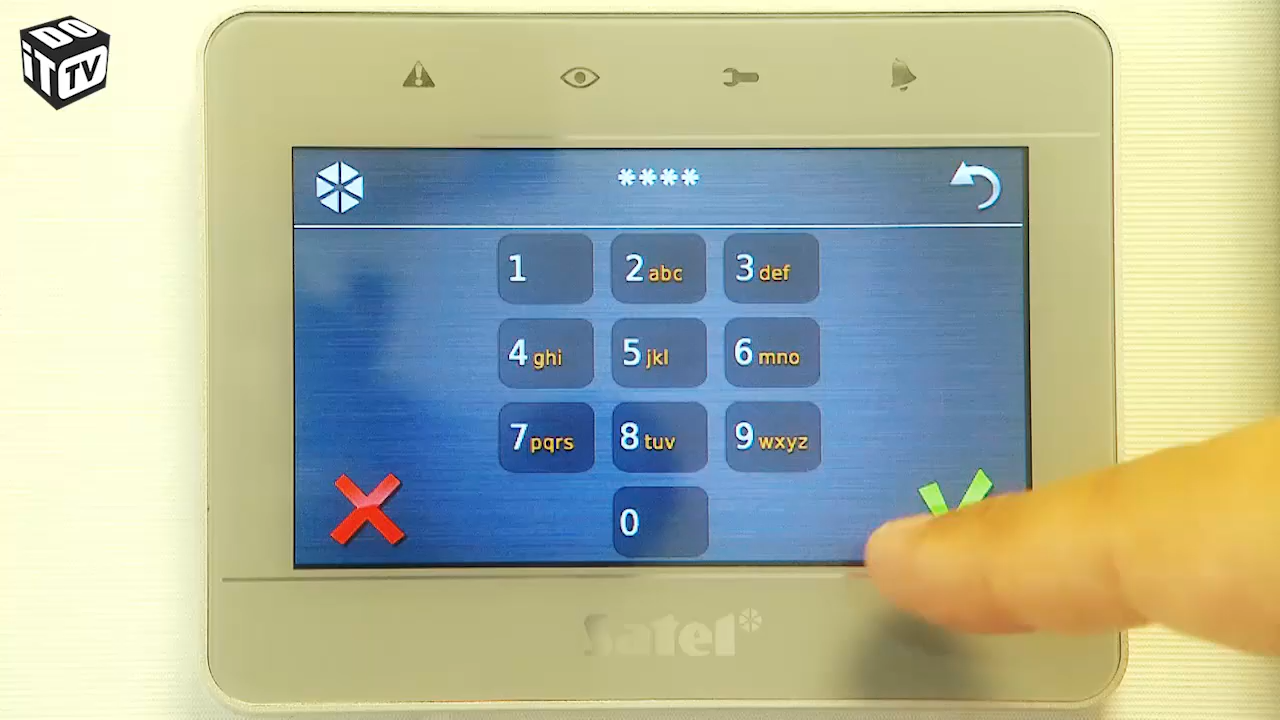 DO
iT TV
****
1
2 abc
3 def
4 ghi
5 jkl
6 mno
7 pqrs
8 tuv
9 wxyz
0
Satel*